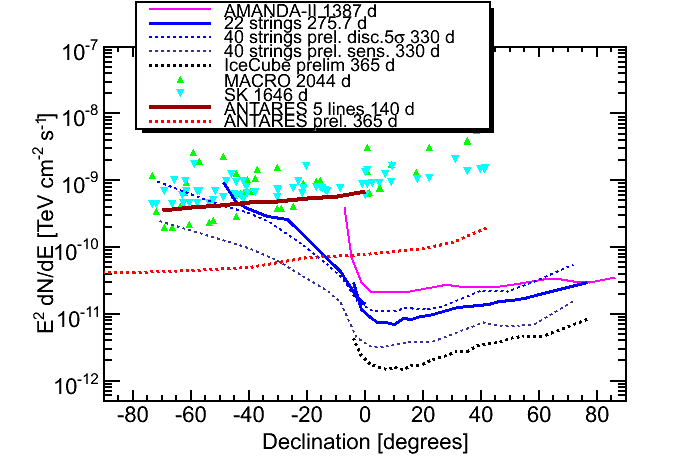 AMANDA-II 1387 d
22 strings 275.7 d
40 strings prel. disc.5σ 330 d
40 strings prel. sens. 330 d
IceCube prelim 365 d
MACRO 2044 d
SK 1646 d
ANTARES 5 lines 140 d
ANTARES prel. 365 d
E² dN/dE [TeV cm⁻² s⁻¹]
10⁻⁷
10⁻⁸
10⁻⁹
10⁻¹⁰
10⁻¹¹
10⁻¹²
-80 -60 -40 -20 0 20 40 60 80
Declination [degrees]